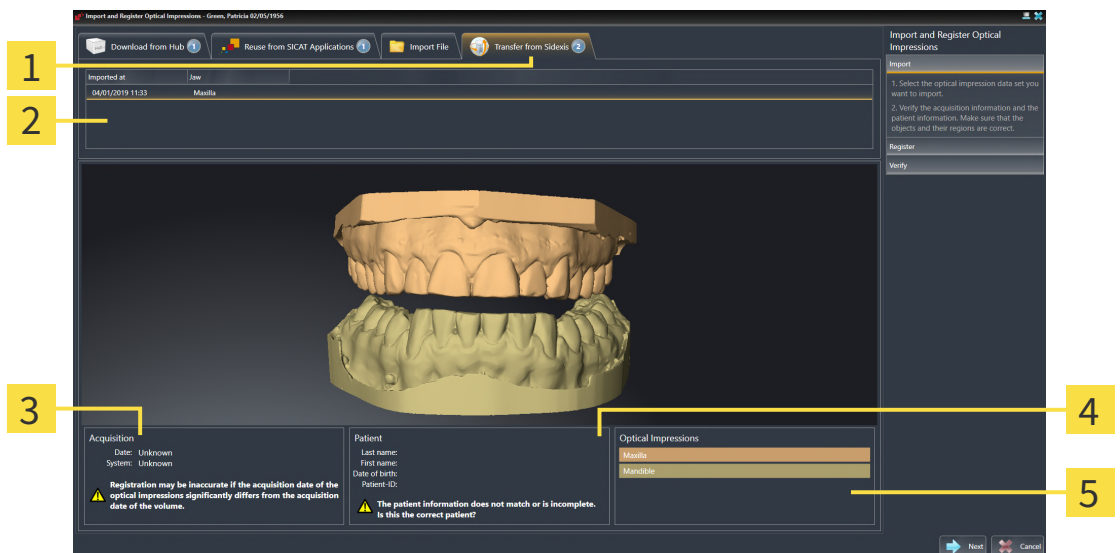 Import and Register Optical Impressions - Green, Patricia 02/05/1956
Download from Hub 1
Reuse from SICAT Applications 1
Import File
Transfer from Sidexis 2
1
Imported at
Jaw
04/01/2019 11:33
Maxilla
2
Import and Register Optical
Impressions
Import
1. Select the optical impression data set you
want to import.
2. Verify the acquisition information and the
patient information. Make sure that the
objects and their regions are correct.
Register
Verify
3
Acquisition
Date: Unknown
System: Unknown
Registration may be inaccurate if the acquisition date of the
optical impressions significantly differs from the acquisition
date of the volume.
Patient
Last name:
First name:
Date of birth:
Patient-ID:
The patient information does not match or is incomplete.
Is this the correct patient?
4
Optical Impressions
Maxilla
Mandible
5
Next
Cancel